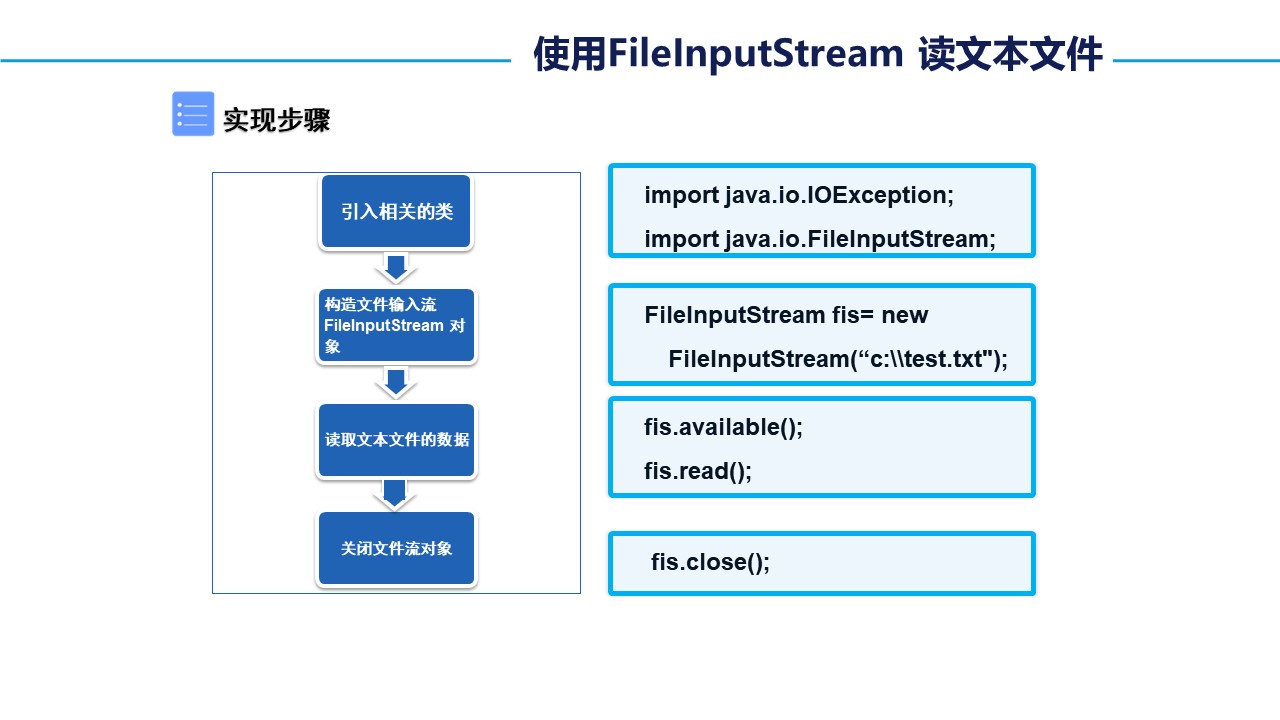 使用FileInputStream 读文本文件
实现步骤
引入相关的类
构造文件输入流
FileInputStream 对
象
读取文本文件的数据
关闭文件流对象
import java.io.IOException;
import java.io.FileInputStream;
FileInputStream fis= new
FileInputStream(“c:\\test.txt");
fis.available();
fis.read();
fis.close();